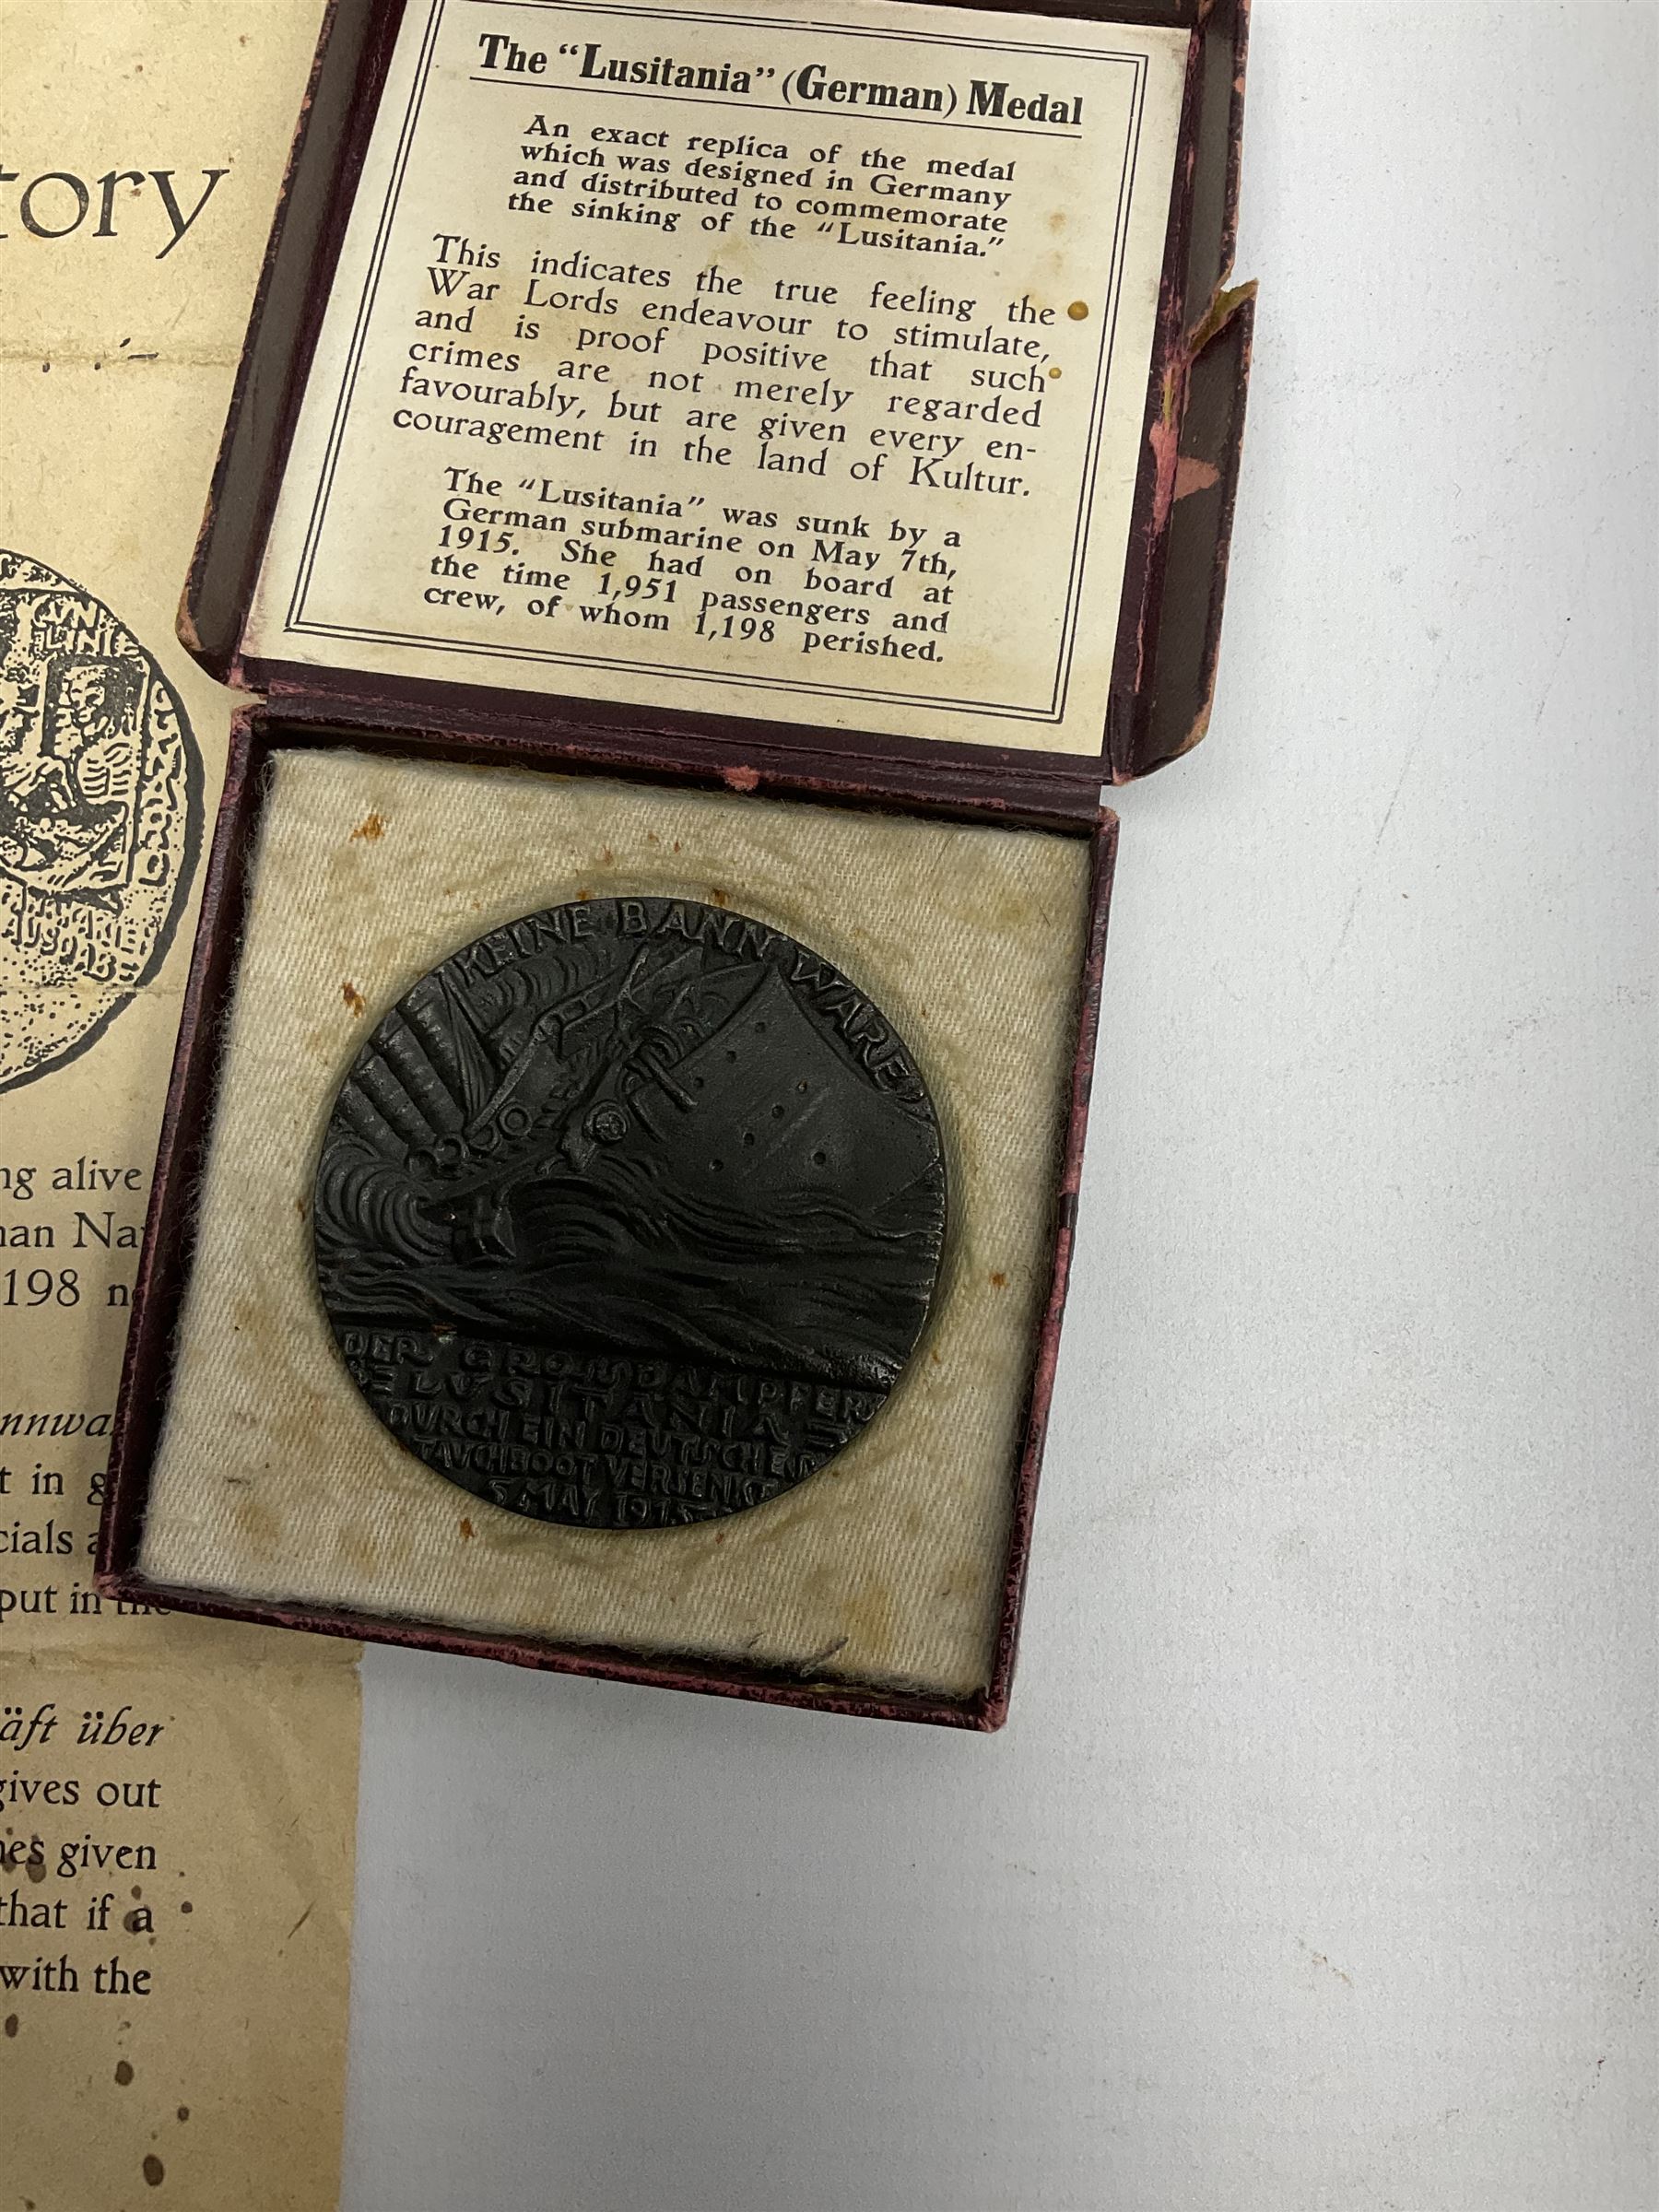 The "Lusitania" (German) Medal
An exact replica of the medal
which was designed in Germany
and distributed to commemorate
the sinking of the "Lusitania."
This indicates the true feeling the
War Lords endeavour to stimulate,
and is proof positive that such
crimes are not merely regarded
favourably, but are given every en-
couragement in the land of Kultur.
The "Lusitania" was sunk by a
German submarine on May 7th,
1915. She had on board at
the time 1,951 passengers and
crew, of whom 1,198 perished.
KEINE BANNWARE
DER GROSSDAMPFER
LUSITANIA
DURCH EIN DEUTSCHES
TAUCHBOOT VERSENKT
5 MAY 1915
tory
LINIE
AUSGABE
ng alive
198
nnwa
t in g
cials a
put in the
äft über
gives out
given
that if a
with the